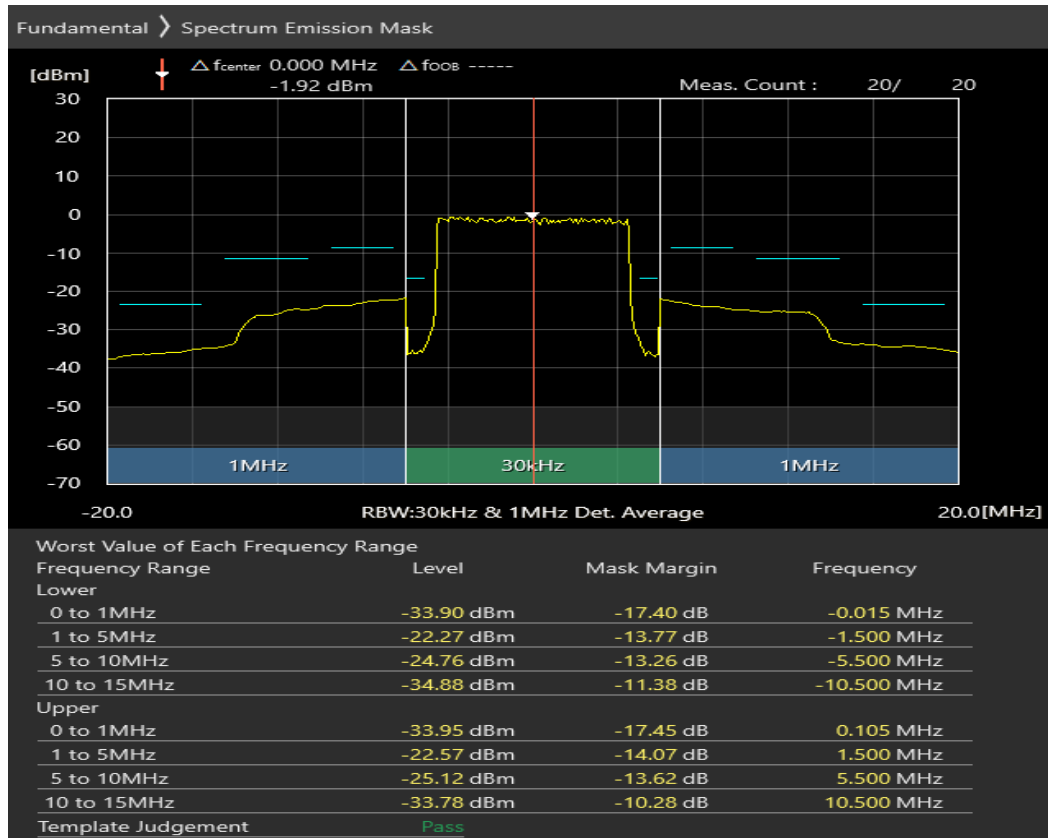 Fundamental ❯ Spectrum Emission Mask
△ fcenter 0.000 MHz △ fOOB -----
[dBm] -1.92 dBm Meas. Count : 20/ 20
30
20
10
0
-10
-20
-30
-40
-50
-60
1MHz 30kHz 1MHz
-70
-20.0 RBW:30kHz & 1MHz Det. Average 20.0[MHz]
Worst Value of Each Frequency Range
Frequency Range Level Mask Margin Frequency
Lower
0 to 1MHz -33.90 dBm -17.40 dB -0.015 MHz
1 to 5MHz -22.27 dBm -13.77 dB -1.500 MHz
5 to 10MHz -24.76 dBm -13.26 dB -5.500 MHz
10 to 15MHz -34.88 dBm -11.38 dB -10.500 MHz
Upper
0 to 1MHz -33.95 dBm -17.45 dB 0.105 MHz
1 to 5MHz -22.57 dBm -14.07 dB 1.500 MHz
5 to 10MHz -25.12 dBm -13.62 dB 5.500 MHz
10 to 15MHz -33.78 dBm -10.28 dB 10.500 MHz
Template Judgement Pass